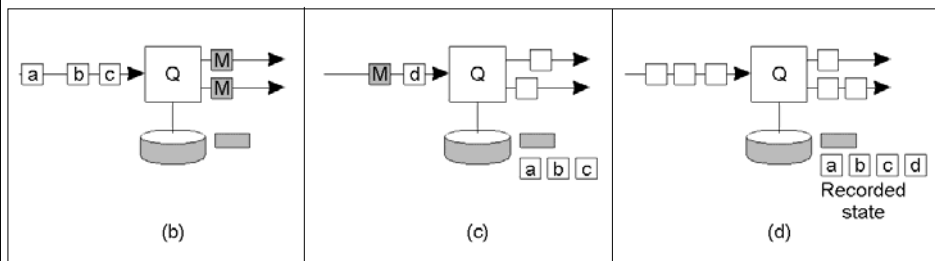 a b c Q M M
(b)
M d Q
a b c
(c)
Q
a b c d
Recorded
state
(d)